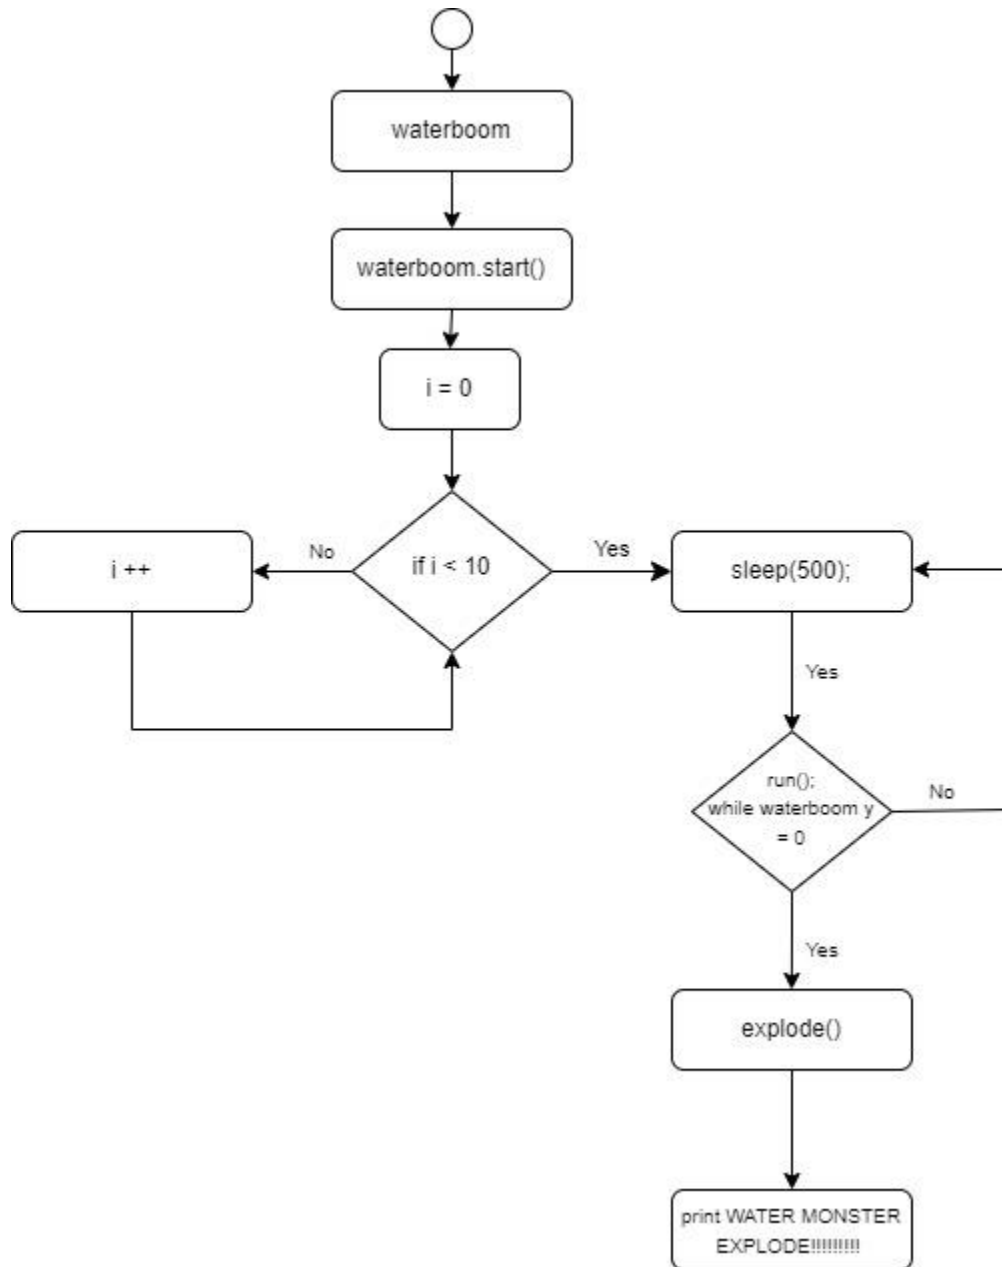 waterboom
waterboom.start()
i = 0
if i < 10
No
i ++
Yes
sleep(500);
Yes
run();
while waterboom y
= 0
No
Yes
explode()
print WATER MONSTER
EXPLODE!!!!!!!!!!